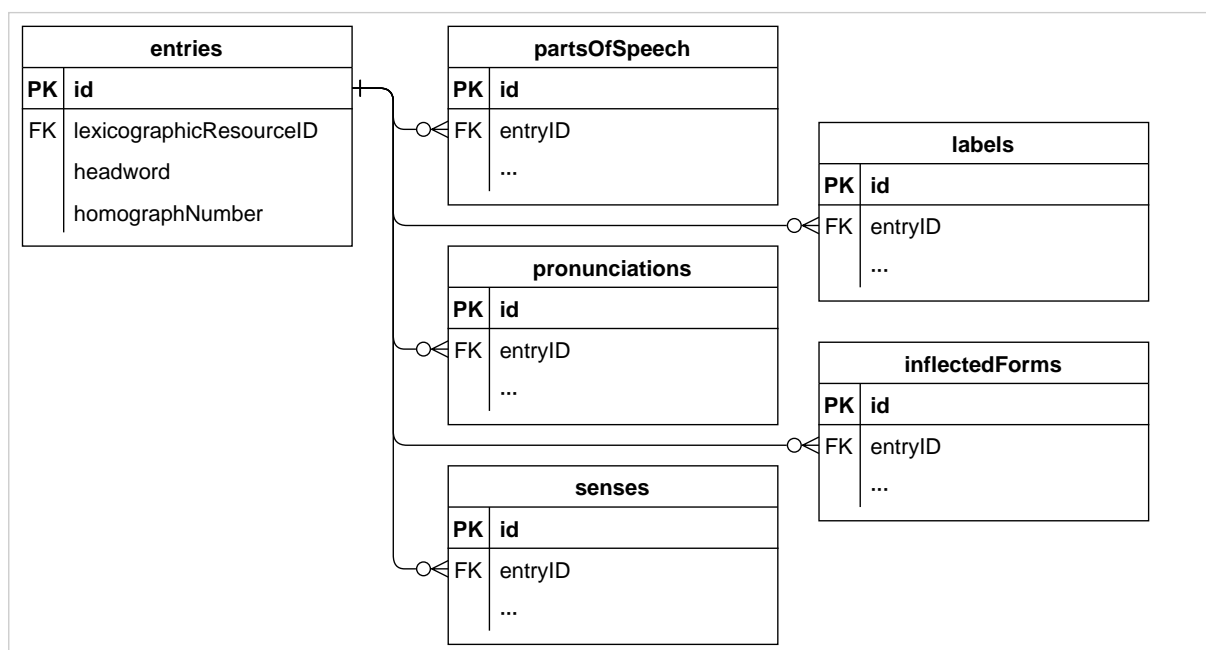 entries
PK id
FK lexicographicResourceID
headword
homographNumber
partsOfSpeech
PK id
FK entryID
...
labels
PK id
FK entryID
...
pronunciations
PK id
FK entryID
...
inflectedForms
PK id
FK entryID
...
senses
PK id
FK entryID
...